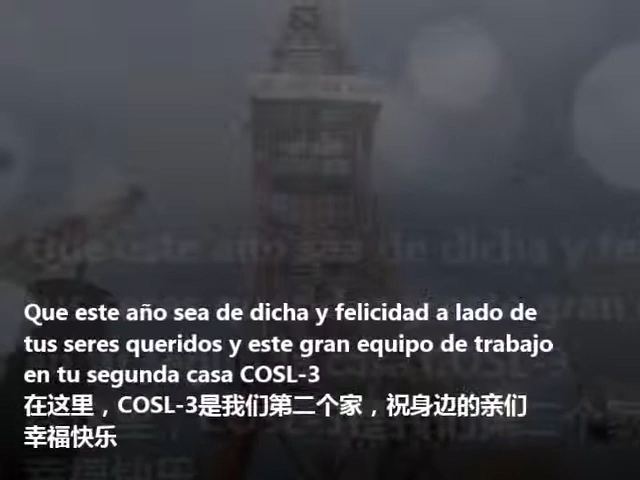 Que este año sea de dicha y felicidad a lado de
tus seres queridos y este gran equipo de trabajo
en tu segunda casa COSL-3
在这里，COSL-3是我们第二个家，祝身边的亲们
幸福快乐